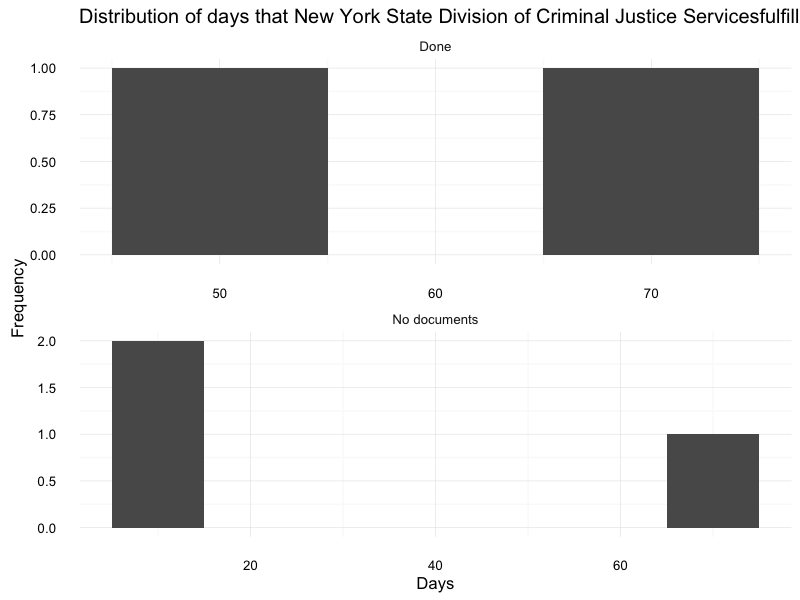 Distribution of days that New York State Division of Criminal Justice Servicesfulfill
Done
1.00
0.75
0.50
0.25
0.00
50 60 70
Frequency
No documents
2.0
1.5
1.0
0.5
0.0
20 40 60
Days